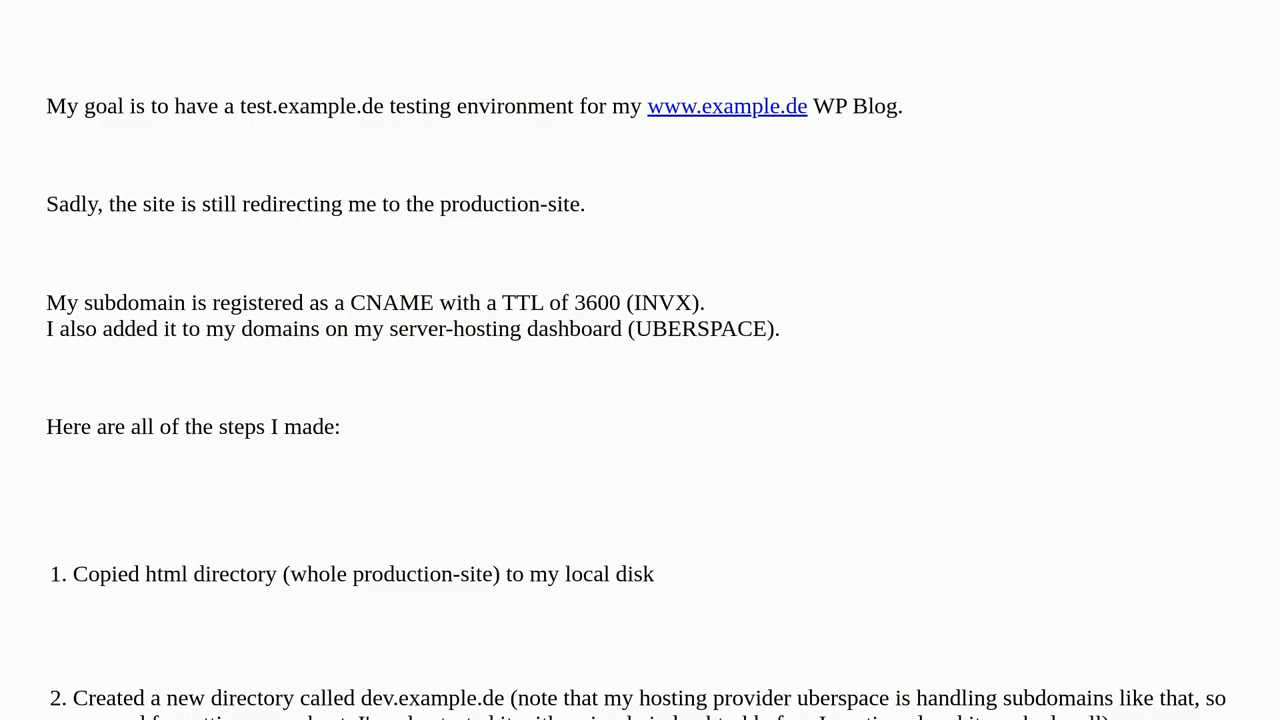 My goal is to have a test.example.de testing environment for my www.example.de WP Blog.
Sadly, the site is still redirecting me to the production-site.
My subdomain is registered as a CNAME with a TTL of 3600 (INVX).
I also added it to my domains on my server-hosting dashboard (UBERSPACE).
Here are all of the steps I made:
1. Copied html directory (whole production-site) to my local disk
2. Created a new directory called dev.example.de (note that my hosting provider uberspace is handling subdomains like that, so